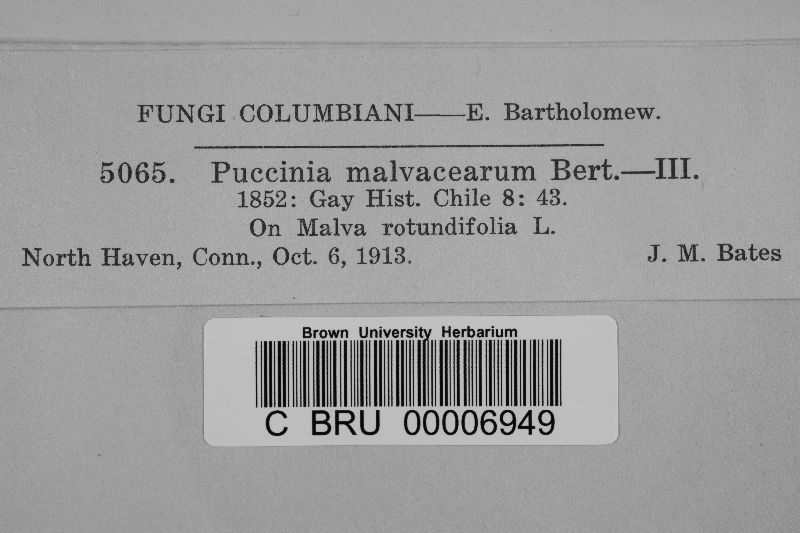 FUNGI COLUMBIANI——E. Bartholomew.
5065. Puccinia malvacearum Bert.—III.
1852: Gay Hist. Chile 8: 43.
On Malva rotundifolia L.
North Haven, Conn., Oct. 6, 1913. J. M. Bates
Brown University Herbarium
C BRU 00006949